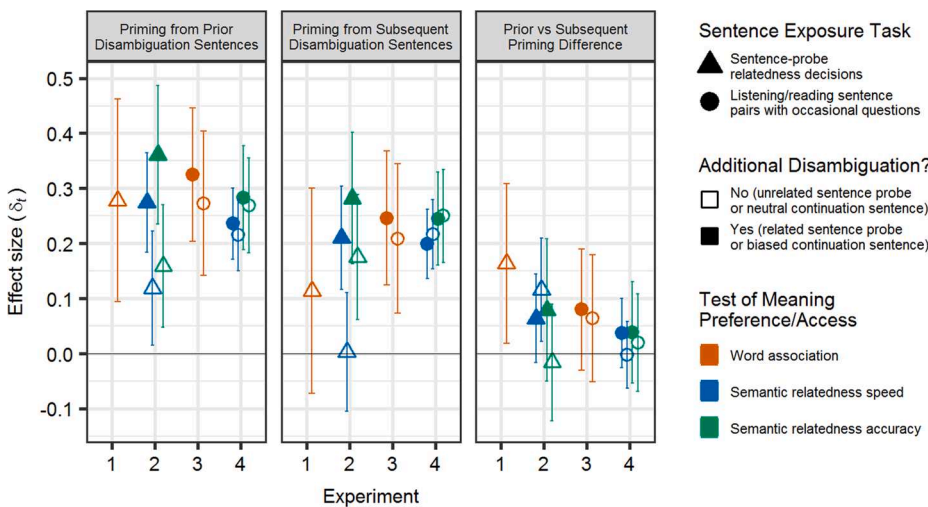 Priming from Prior
Disambiguation Sentences
Priming from Subsequent
Disambiguation Sentences
Prior vs Subsequent
Priming Difference
Effect size (δt)
0.5
0.4
0.3
0.2
0.1
0.0
-0.1
1 2 3 4
1 2 3 4
1 2 3 4
Experiment
Sentence Exposure Task
Sentence-probe
relatedness decisions
Listening/reading sentence
pairs with occasional questions
Additional Disambiguation?
No (unrelated sentence probe
or neutral continuation sentence)
Yes (related sentence probe
or biased continuation sentence)
Test of Meaning
Preference/Access
Word association
Semantic relatedness speed
Semantic relatedness accuracy